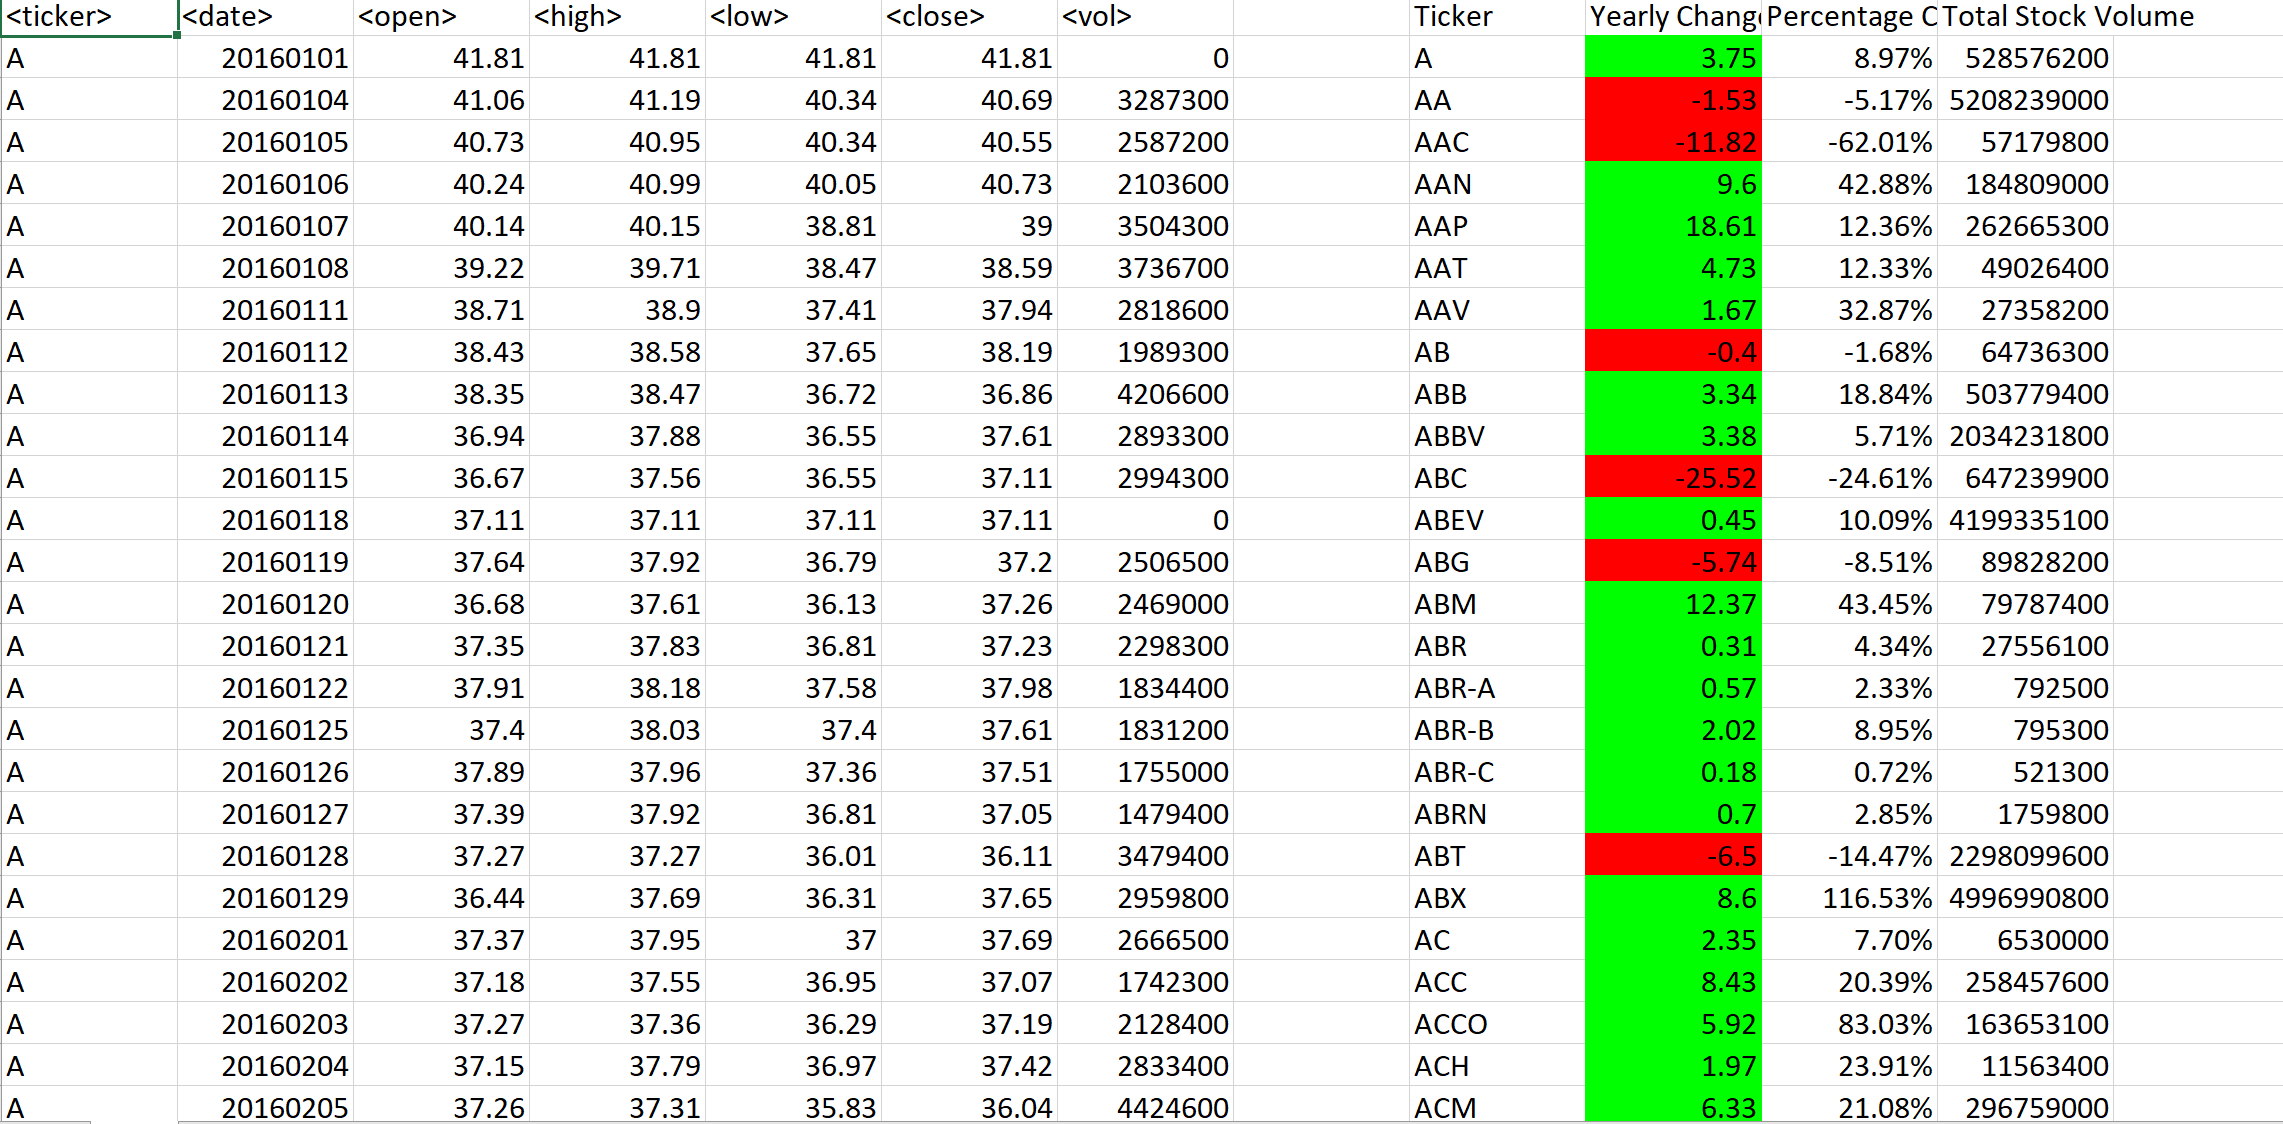 <ticker> <date> <open> <high> <low> <close> <vol> Ticker Yearly Chang Percentage C Total Stock Volume
A 20160101 41.81 41.81 41.81 41.81 0 A 3.75 8.97% 528576200
A 20160104 41.06 41.19 40.34 40.69 3287300 AA -1.53 -5.17% 5208239000
A 20160105 40.73 40.95 40.34 40.55 2587200 AAC -11.82 -62.01% 57179800
A 20160106 40.24 40.99 40.05 40.73 2103600 AAN 9.6 42.88% 184809000
A 20160107 40.14 40.15 38.81 39 3504300 AAP 18.61 12.36% 262665300
A 20160108 39.22 39.71 38.47 38.59 3736700 AAT 4.73 12.33% 49026400
A 20160111 38.71 38.9 37.41 37.94 2818600 AAV 1.67 32.87% 27358200
A 20160112 38.43 38.58 37.65 38.19 1989300 AB -0.4 -1.68% 64736300
A 20160113 38.35 38.47 36.72 36.86 4206600 ABB 3.34 18.84% 503779400
A 20160114 36.94 37.88 36.55 37.61 2893300 ABBV 3.38 5.71% 2034231800
A 20160115 36.67 37.56 36.55 37.11 2994300 ABC -25.52 -24.61% 647239900
A 20160118 37.11 37.11 37.11 37.11 0 ABEV 0.45 10.09% 4199335100
A 20160119 37.64 37.92 36.79 37.2 2506500 ABG -5.74 -8.51% 89828200
A 20160120 36.68 37.61 36.13 37.26 2469000 ABM 12.37 43.45% 79787400
A 20160121 37.35 37.83 36.81 37.23 2298300 ABR 0.31 4.34% 27556100
A 20160122 37.91 38.18 37.58 37.98 1834400 ABR-A 0.57 2.33% 792500
A 20160125 37.4 38.03 37.4 37.61 1831200 ABR-B 2.02 8.95% 795300
A 20160126 37.89 37.96 37.36 37.51 1755000 ABR-C 0.18 0.72% 521300
A 20160127 37.39 37.92 36.81 37.05 1479400 ABRN 0.7 2.85% 1759800
A 20160128 37.27 37.27 36.01 36.11 3479400 ABT -6.5 -14.47% 2298099600
A 20160129 36.44 37.69 36.31 37.65 2959800 ABX 8.6 116.53% 4996990800
A 20160201 37.37 37.95 37 37.69 2666500 AC 2.35 7.70% 6530000
A 20160202 37.18 37.55 36.95 37.07 1742300 ACC 8.43 20.39% 258457600
A 20160203 37.27 37.36 36.29 37.19 2128400 ACCO 5.92 83.03% 163653100
A 20160204 37.15 37.79 36.97 37.42 2833400 ACH 1.97 23.91% 11563400
A 20160205 37.26 37.31 35.83 36.04 4424600 ACM 6.33 21.08% 296759000